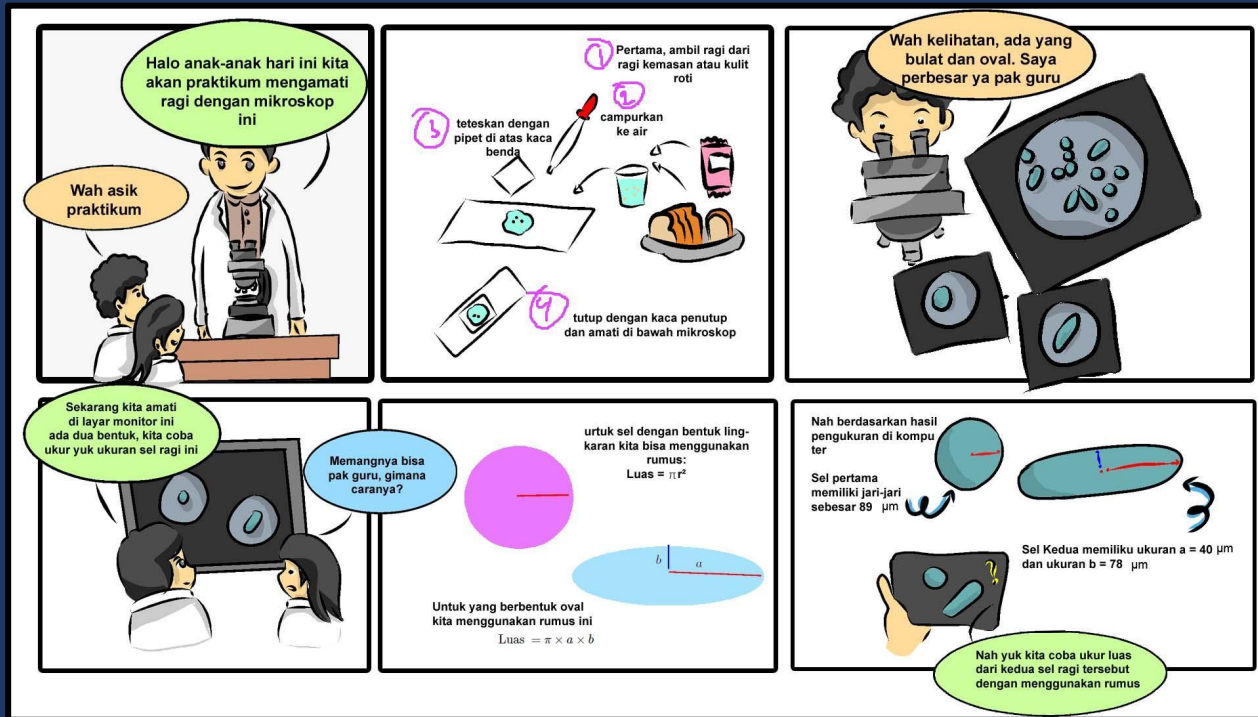 Halo anak-anak hari ini kita
akan praktikum mengamati
ragi dengan mikroskop
ini
Wah asik
praktikum
1
Pertama, ambil ragi dari
ragi kemasan atau kulit
roti
2
campurkan
ke air
3
teteskan dengan
pipet di atas kaca
benda
4
tutup dengan kaca penutup
dan amati di bawah mikroskop
Wah kelihatan, ada yang
bulat dan oval. Saya
perbesar ya pak guru
Sekarang kita amati
di layar monitor ini
ada dua bentuk, kita coba
ukur yuk ukuran sel ragi ini
Memangnya bisa
pak guru, gimana
caranya?
urtuk sel dengan bentuk ling-
karan kita bisa menggunakan
rumus:
Luas = πr²
b
a
Untuk yang berbentuk oval
kita menggunakan rumus ini
Luas = π × a × b
Nah berdasarkan hasil
pengukuran di kompu
ter
Sel pertama
memiliki jari-jari
sebesar 89 μm
Sel Kedua memiliku ukuran a = 40 μm
dan ukuran b = 78 μm
?
Nah yuk kita coba ukur luas
dari kedua sel ragi tersebut
dengan menggunakan rumus